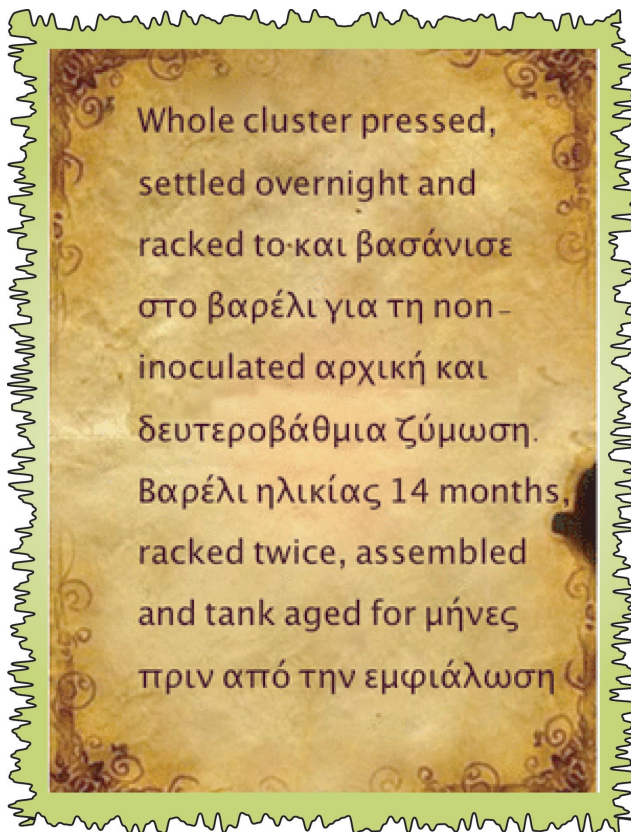 Whole cluster pressed,
settled overnight and
racked to και βασάνισε
στο βαρέλι για τη non-
inoculated αρχική και
δευτεροβάθμια ζύμωση.
Βαρέλι ηλικίας 14 months,
racked twice, assembled
and tank aged for μήνες
πριν από την εμφιάλωση